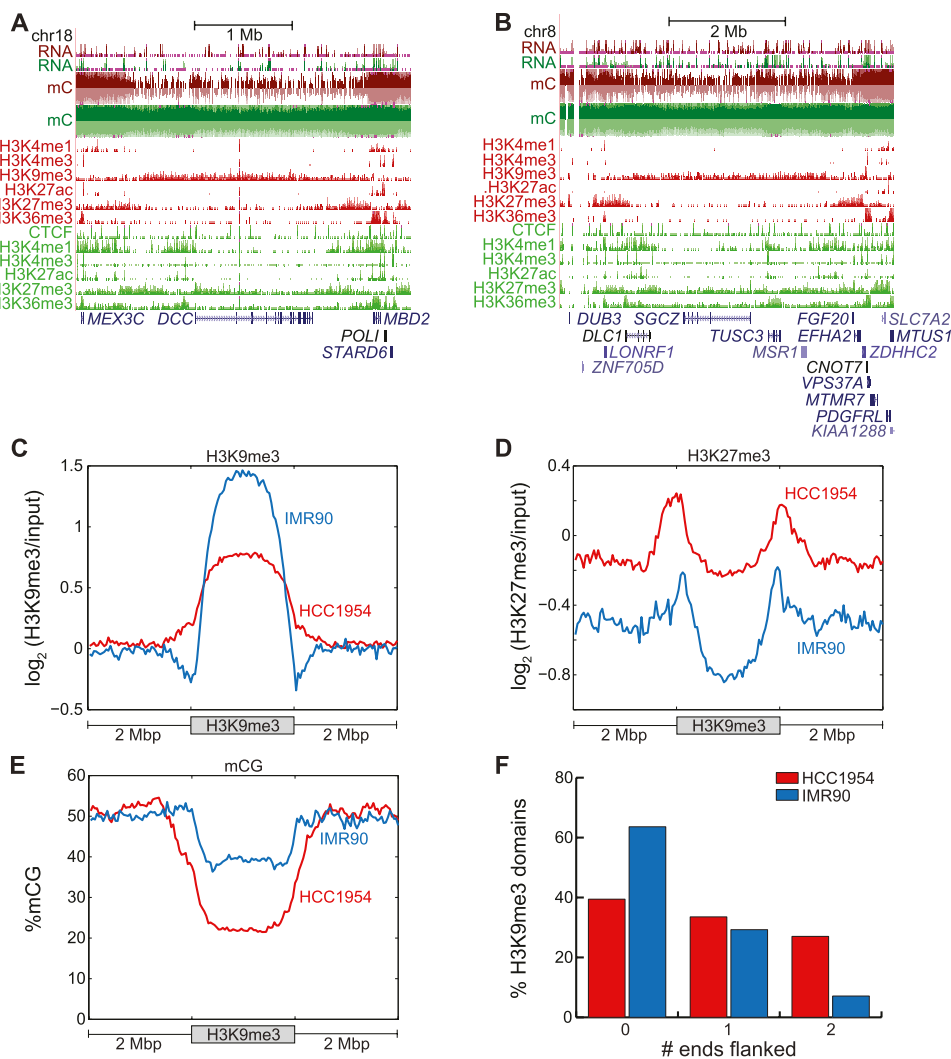 A
chr18
1 Mb
RNA
RNA
mC
mC
H3K4me1
H3K4me3
H3K9me3
H3K27ac
H3K27me3
H3K36me3
CTCF
H3K4me1
H3K4me3
H3K27ac
H3K27me3
H3K36me3
MEX3C DCC MBD2
POLI
STARD6
B
chr8
2 Mb
RNA
RNA
mC
mC
H3K4me1
H3K4me3
H3K9me3
H3K27ac
H3K27me3
H3K36me3
CTCF
H3K4me1
H3K4me3
H3K27ac
H3K27me3
H3K36me3
DUB3 SGCZ FGF20 SLC7A2
DLC1 TUSC3 EFHA2 MTUS1
LONRF1 MSR1 ZDHHC2
ZNF705D CNOT7
VPS37A
MTMR7
PDGFRL
KIAA1288
C
H3K9me3
log2 (H3K9me3/input)
1.5
1
0.5
0
−0.5
IMR90
HCC1954
2 Mbp H3K9me3 2 Mbp
D
H3K27me3
log2 (H3K27me3/input)
0.4
0
−0.4
−0.8
HCC1954
IMR90
2 Mbp H3K9me3 2 Mbp
E
mCG
%mCG
60
50
40
30
20
10
0
IMR90
HCC1954
2 Mbp H3K9me3 2 Mbp
F
% H3K9me3 domains
80
60
40
20
0
HCC1954
IMR90
0 1 2
# ends flanked